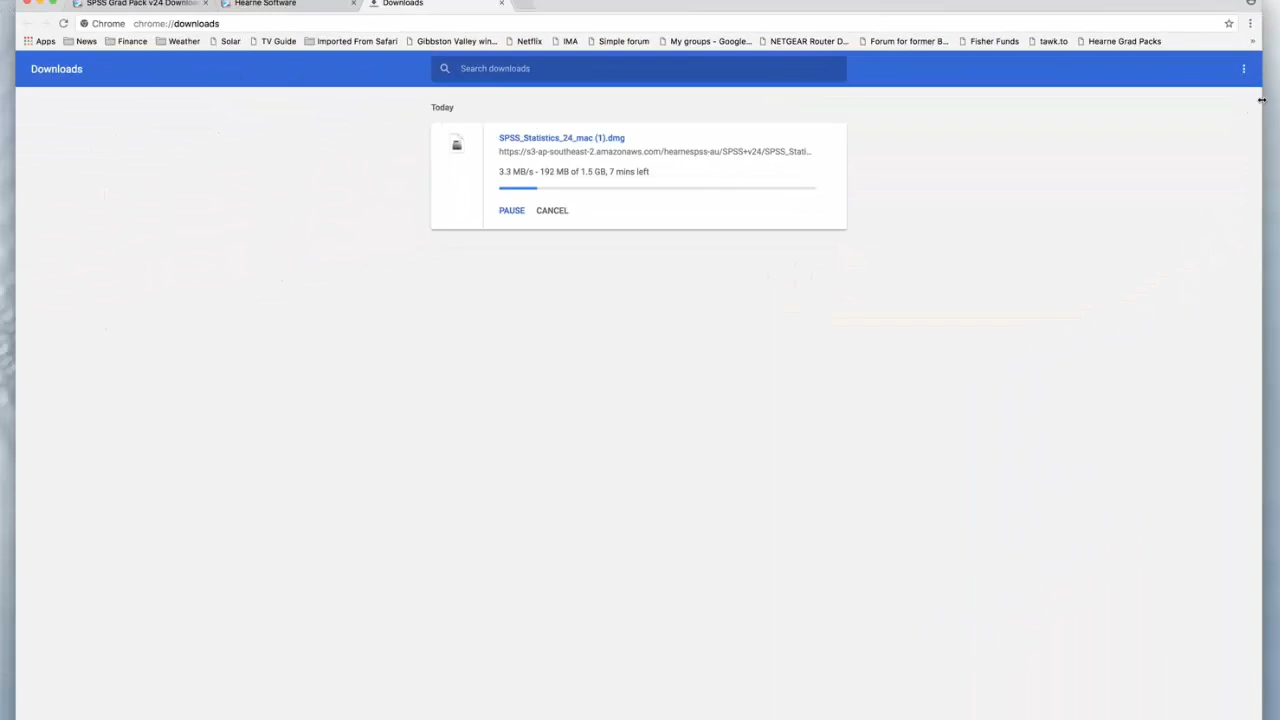 SPSS Grad Pack v24 Downloa
Hearne Software
Downloads
Chrome chrome://downloads
Apps News Finance Weather Solar TV Guide Imported From Safari Gibbston Valley win... Netflix IMA Simple forum My groups - Google... NETGEAR Router D... Forum for former B... Fisher Funds tawk.to Hearne Grad Packs »
Downloads
Search downloads
Today
SPSS_Statistics_24_mac (1).dmg
https://s3-ap-southeast-2.amazonaws.com/hearnespss-au/SPSS+v24/SPSS_Stati...
3.3 MB/s - 192 MB of 1.5 GB, 7 mins left
PAUSE CANCEL